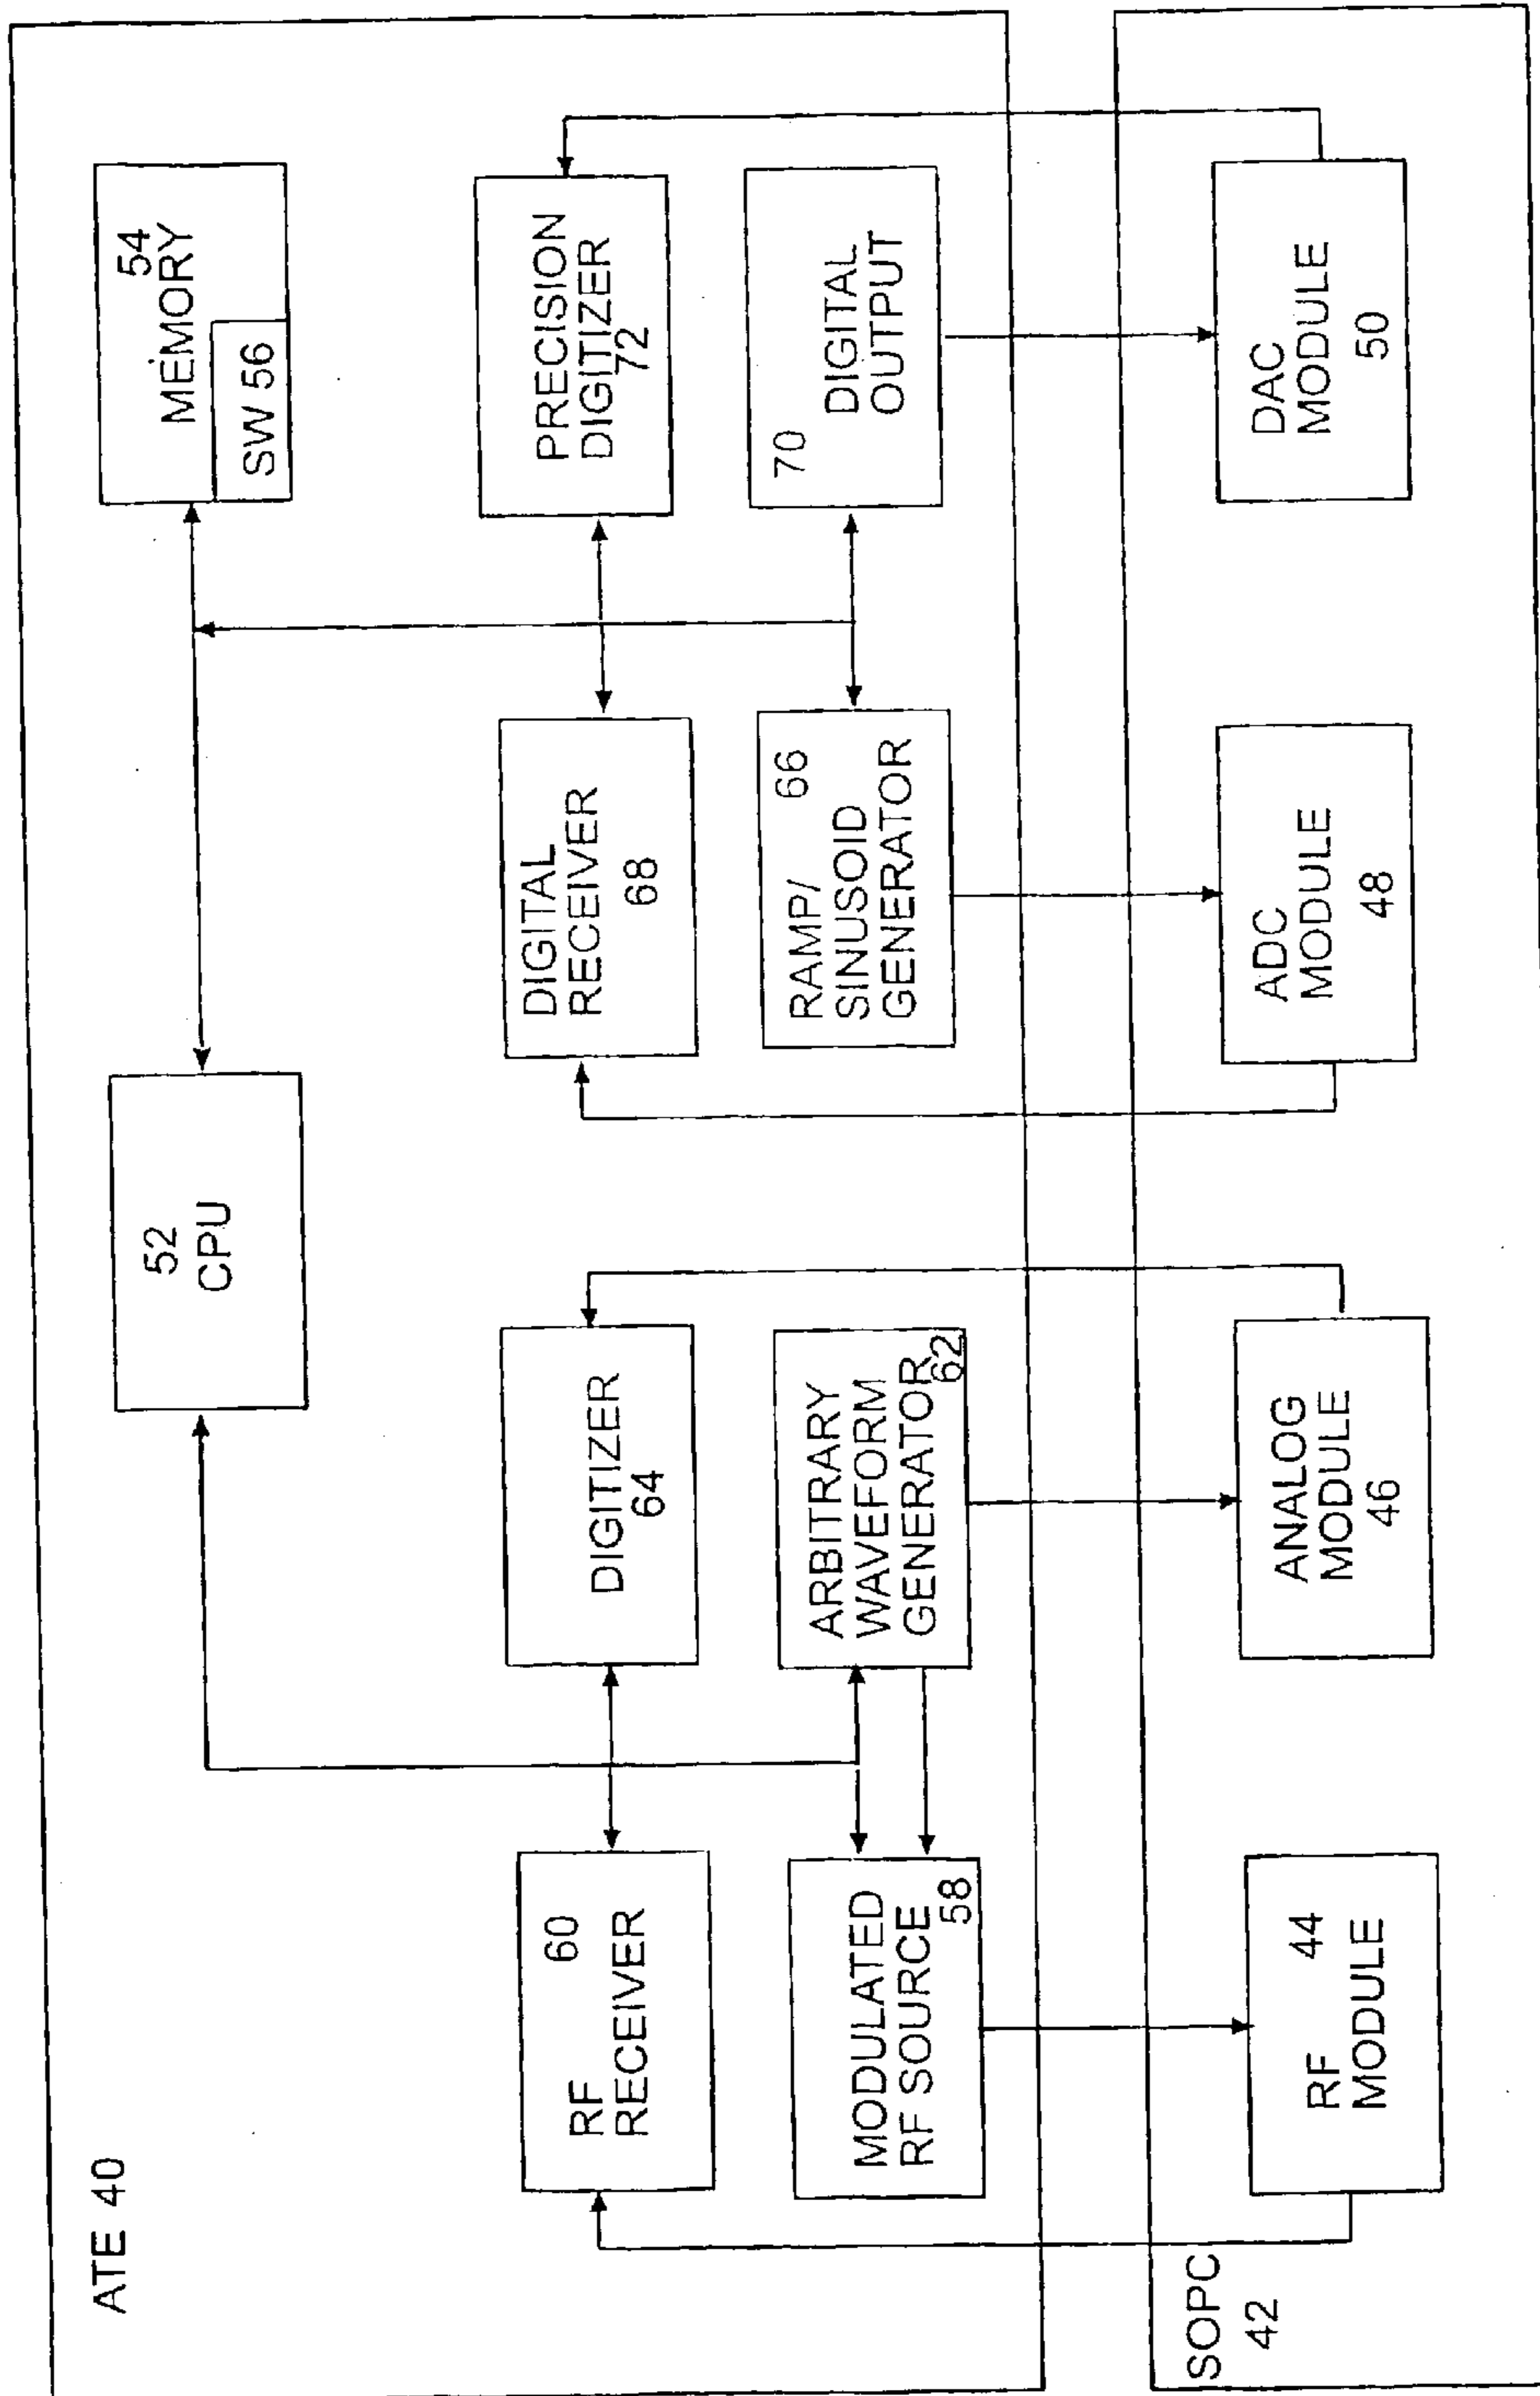 ATE 40
52
CPU
54
MEMORY
SW 56
60
RF
RECEIVER
DIGITIZER
64
DIGITAL
RECEIVER
68
PRECISION
DIGITIZER
72
MODULATED
RF SOURCE
58
ARBITRARY
WAVEFORM
GENERATOR
62
RAMP/ 66
SINUSOID
GENERATOR
70
DIGITAL
OUTPUT
SOPC
42
RF 44
MODULE
ANALOG
MODULE
46
ADC
MODULE
48
DAC
MODULE
50